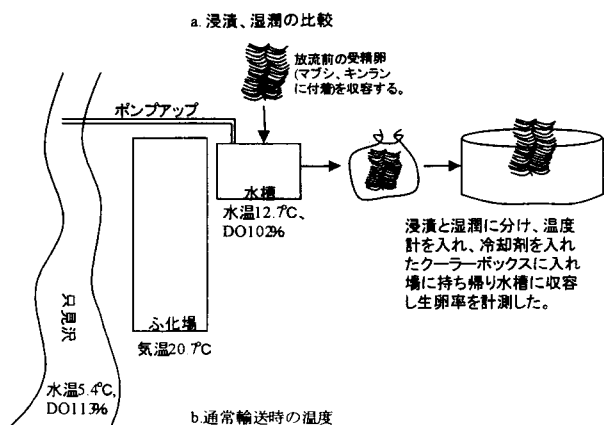 a. 浸漬、湿潤の比較
放流前の受精卵
(マブシ、キンラン
に付着)を収容する。
ポンプアップ
水槽
水温12.7℃、
DO102%
浸漬と湿潤に分け、温度
計を入れ、冷却剤を入れ
たクーラーボックスに入れ
場に持ち帰り水槽に収容
し生卵率を計測した。
只見沢
ふ化場
気温20.7℃
水温5.4℃,
DO113%
b.通常輸送時の温度